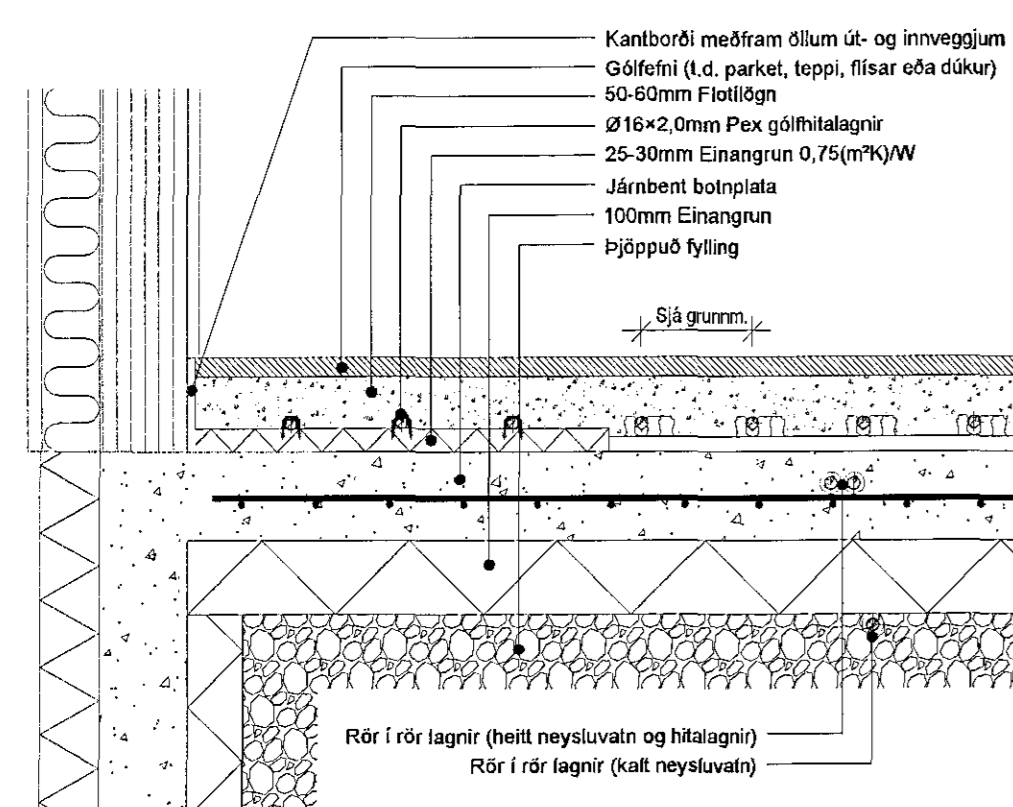 Kantborði meðfram öllum út- og innveggjum
Gólfefni (t.d. parket, teppi, flísar eða dúkur)
50-60mm Flotílögn
Ø16×2,0mm Pex gólfhitalagnir
25-30mm Einangrun 0,75(m²K)/W
Járnbent botnplata
100mm Einangrun
Þjöppuð fylling
Sjá grunnm.
Rör í rör lagnir (heitt neysluvatn og hitalagnir)
Rör í rör lagnir (kalt neysluvatn)